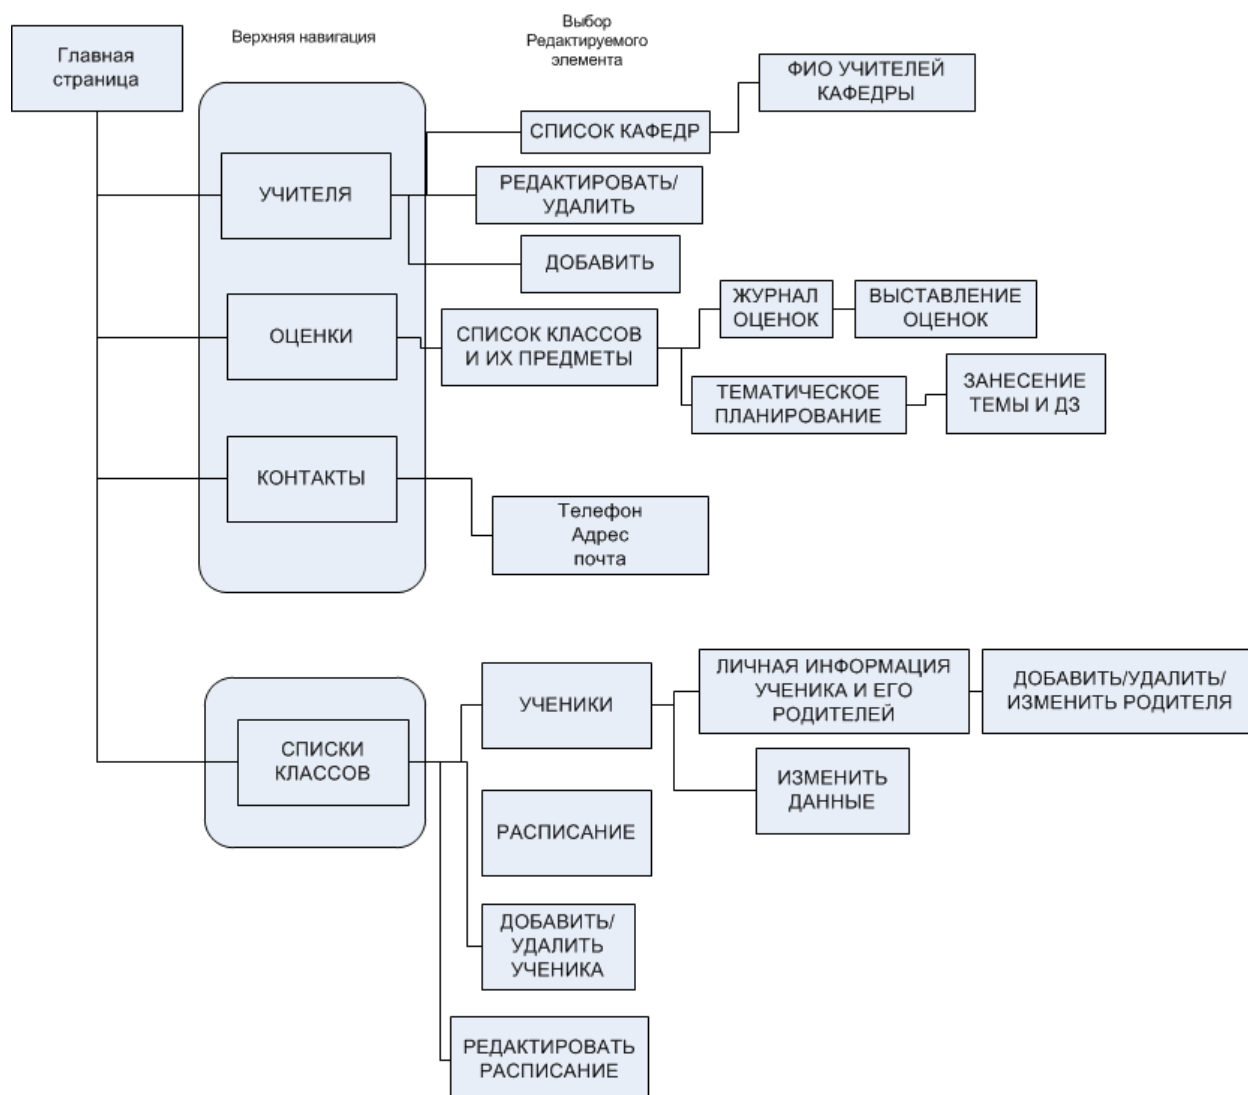 Главная
страница
Верхняя навигация
Выбор
Редактируемого
элемента
ФИО УЧИТЕЛЕЙ
КАФЕДРЫ
СПИСОК КАФЕДР
УЧИТЕЛЯ
РЕДАКТИРОВАТЬ/
УДАЛИТЬ
ДОБАВИТЬ
ОЦЕНКИ
СПИСОК КЛАССОВ
И ИХ ПРЕДМЕТЫ
ЖУРНАЛ
ОЦЕНОК
ВЫСТАВЛЕНИЕ
ОЦЕНОК
ТЕМАТИЧЕСКОЕ
ПЛАНИРОВАНИЕ
ЗАНЕСЕНИЕ
ТЕМЫ И ДЗ
КОНТАКТЫ
Телефон
Адрес
почта
СПИСКИ
КЛАССОВ
УЧЕНИКИ
ЛИЧНАЯ ИНФОРМАЦИЯ
УЧЕНИКА И ЕГО
РОДИТЕЛЕЙ
ДОБАВИТЬ/УДАЛИТЬ/
ИЗМЕНИТЬ РОДИТЕЛЯ
ИЗМЕНИТЬ
ДАННЫЕ
РАСПИСАНИЕ
ДОБАВИТЬ/
УДАЛИТЬ
УЧЕНИКА
РЕДАКТИРОВАТЬ
РАСПИСАНИЕ